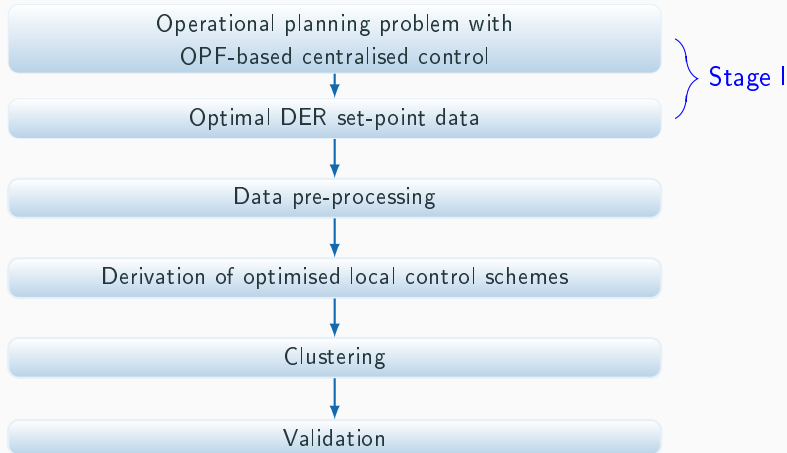 Operational planning problem with
OPF-based centralised control
Stage I
Optimal DER set-point data
Data pre-processing
Derivation of optimised local control schemes
Clustering
Validation